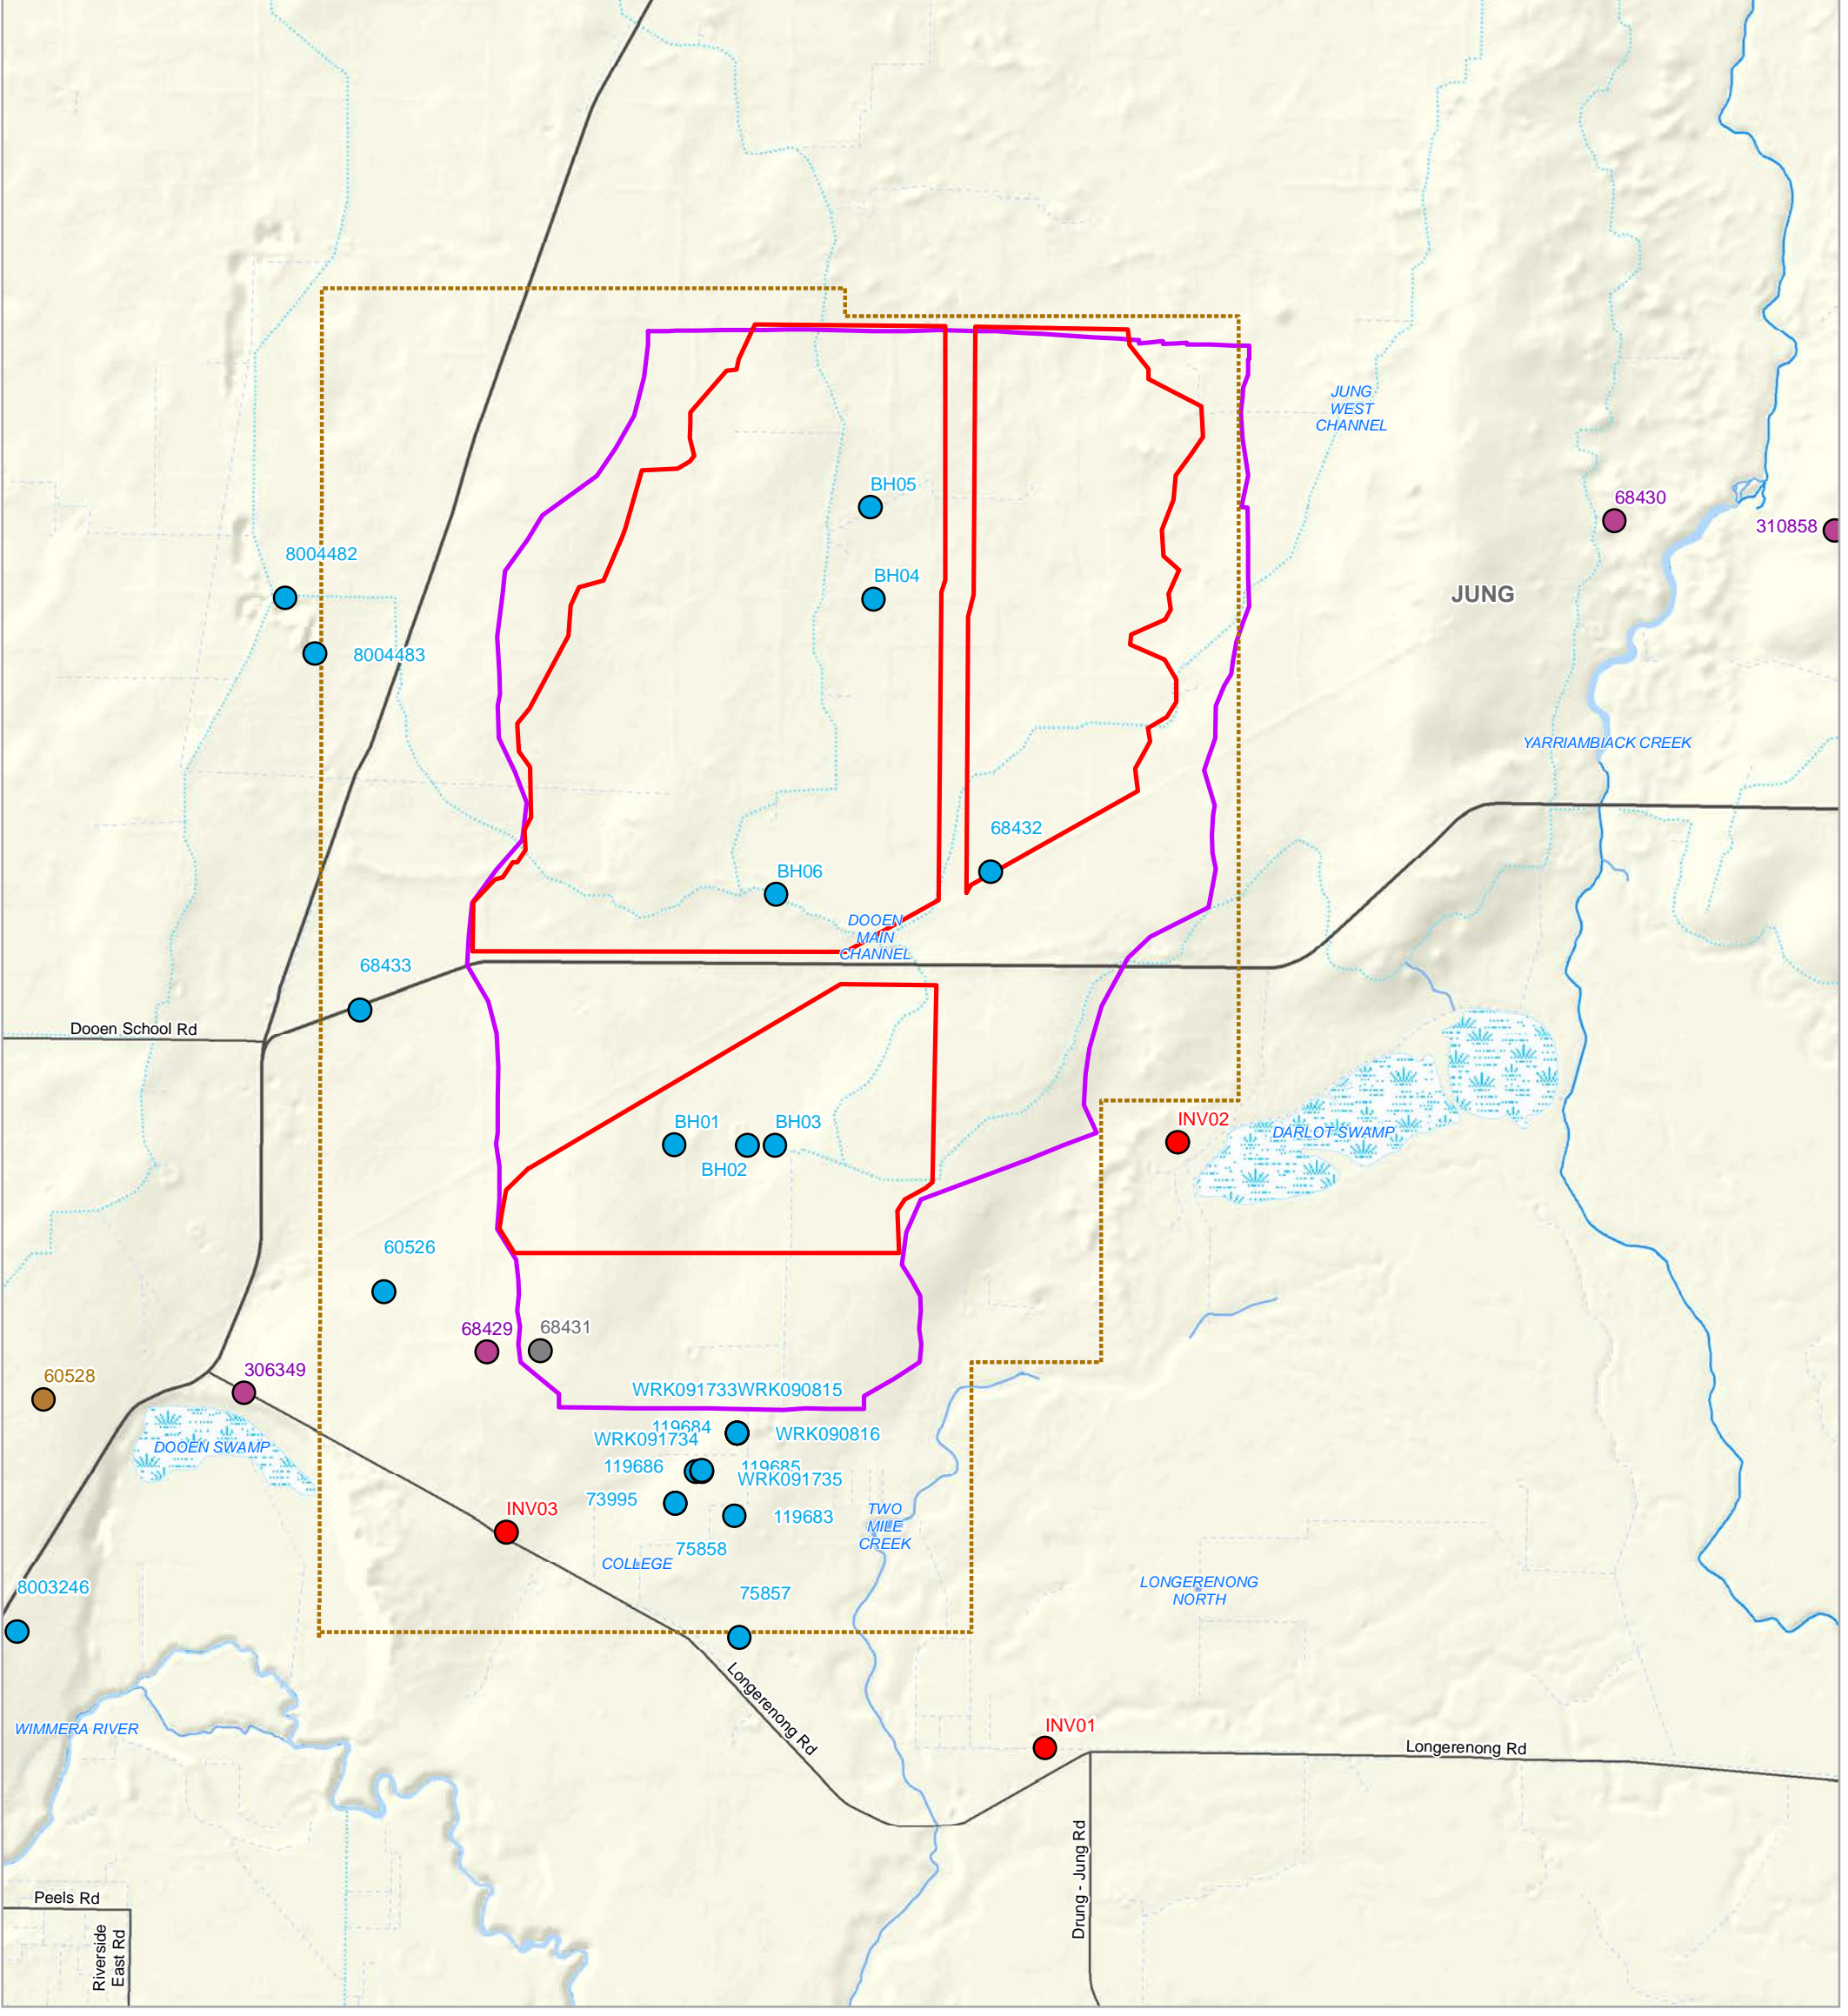 JUNG
WEST
CHANNEL
BH05
68430
310858
8004482
BH04
JUNG
8004483
YARRIAMBIACK CREEK
68432
BH06
DOOEN
MAIN
CHANNEL
68433
Dooen School Rd
BH01
BH03
INV02
DARLOT SWAMP
BH02
60526
68429
68431
60528
306349
WRK091733WRK090815
119684
WRK090816
WRK091734
DOOEN SWAMP
119686
119685
WRK091735
73995
INV03
119683
TWO
MILE
CREEK
75858
COLLEGE
8003246
75857
LONGERENONG
NORTH
Longerenong Rd
WIMMERA RIVER
INV01
Longerenong Rd
Drung - Jung Rd
Peels Rd
Riverside
East Rd